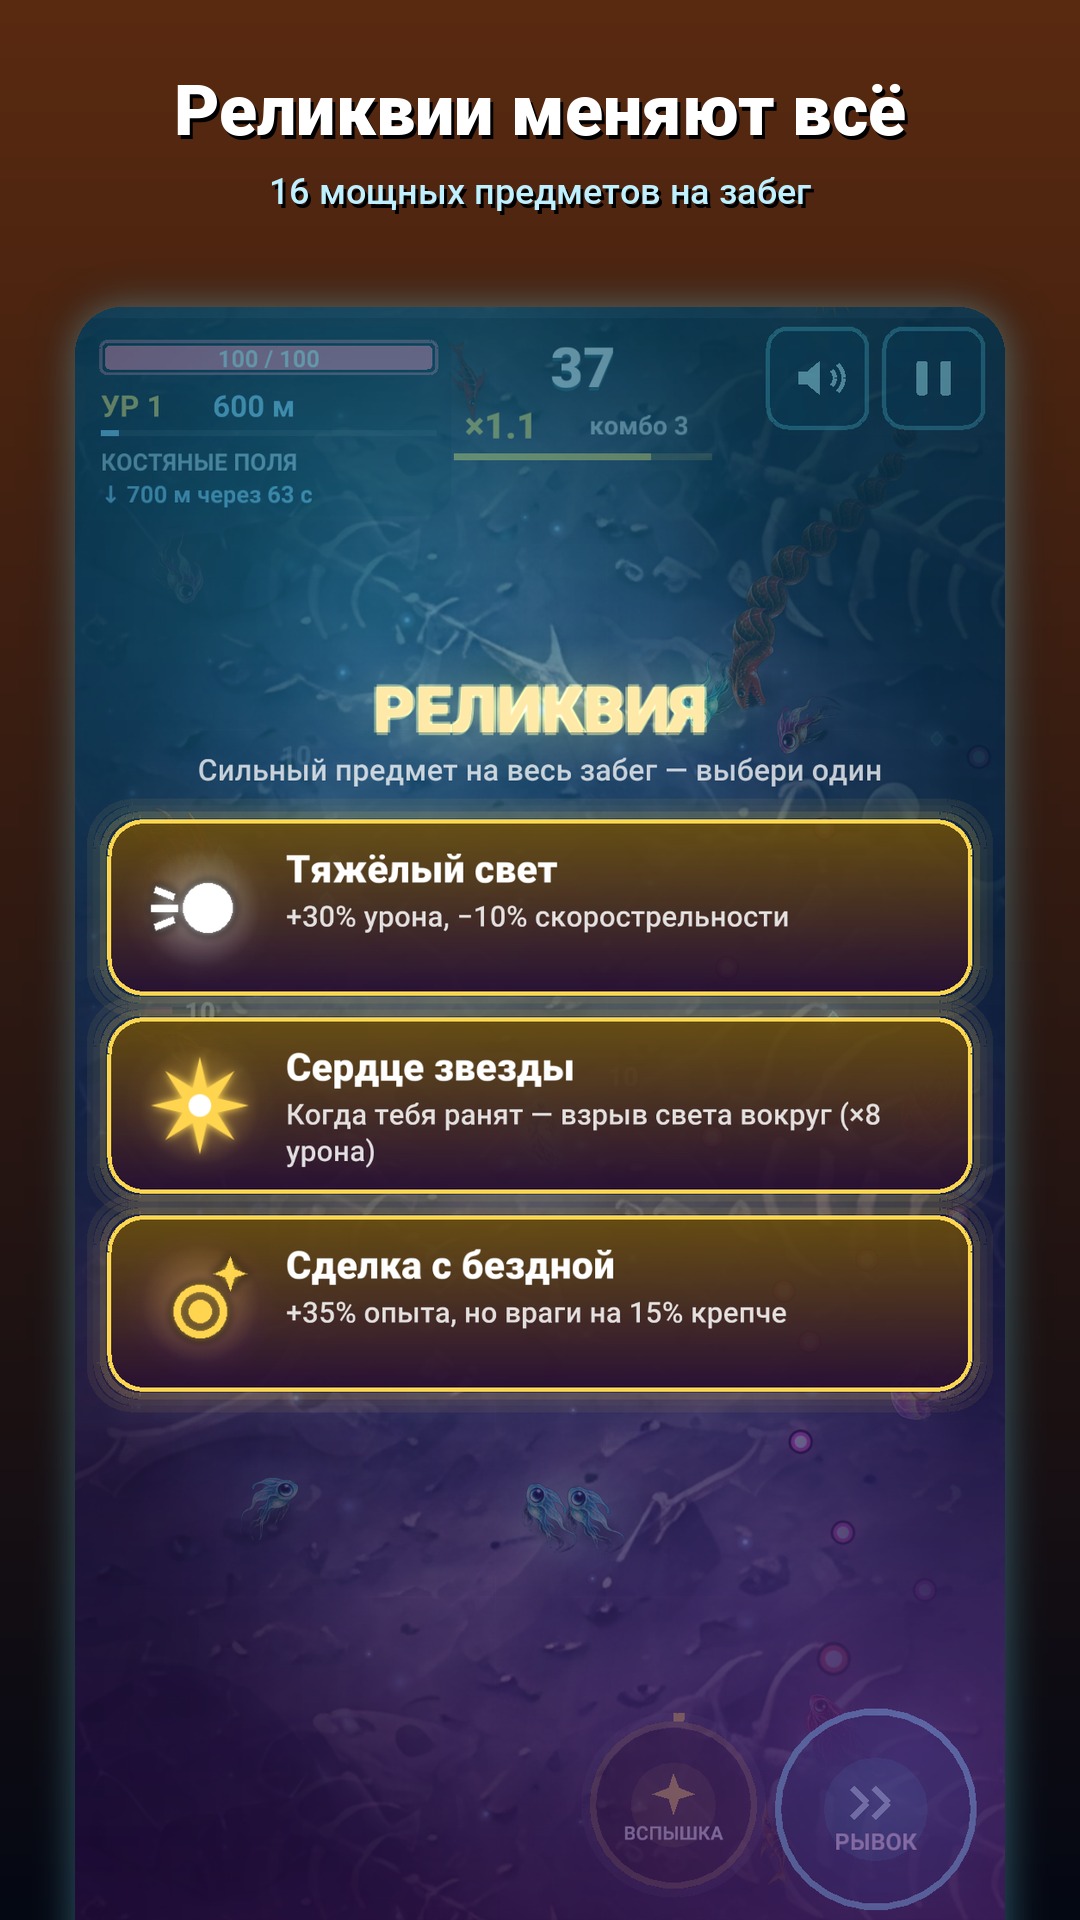 Реликвии меняют всё
16 мощных предметов на забег
100 / 100
37
УР 1 600 м
×1.1 комбо 3
КОСТЯНЫЕ ПОЛЯ
↓ 700 м через 63 с
РЕЛИКВИЯ
10
Сильный предмет на весь забег — выбери один
Тяжёлый свет
+30% урона, −10% скорострельности
10
Сердце звезды
10
Когда тебя ранят — взрыв света вокруг (×8
урона)
Сделка с бездной
+35% опыта, но враги на 15% крепче
ВСПЫШКА
РЫВОК